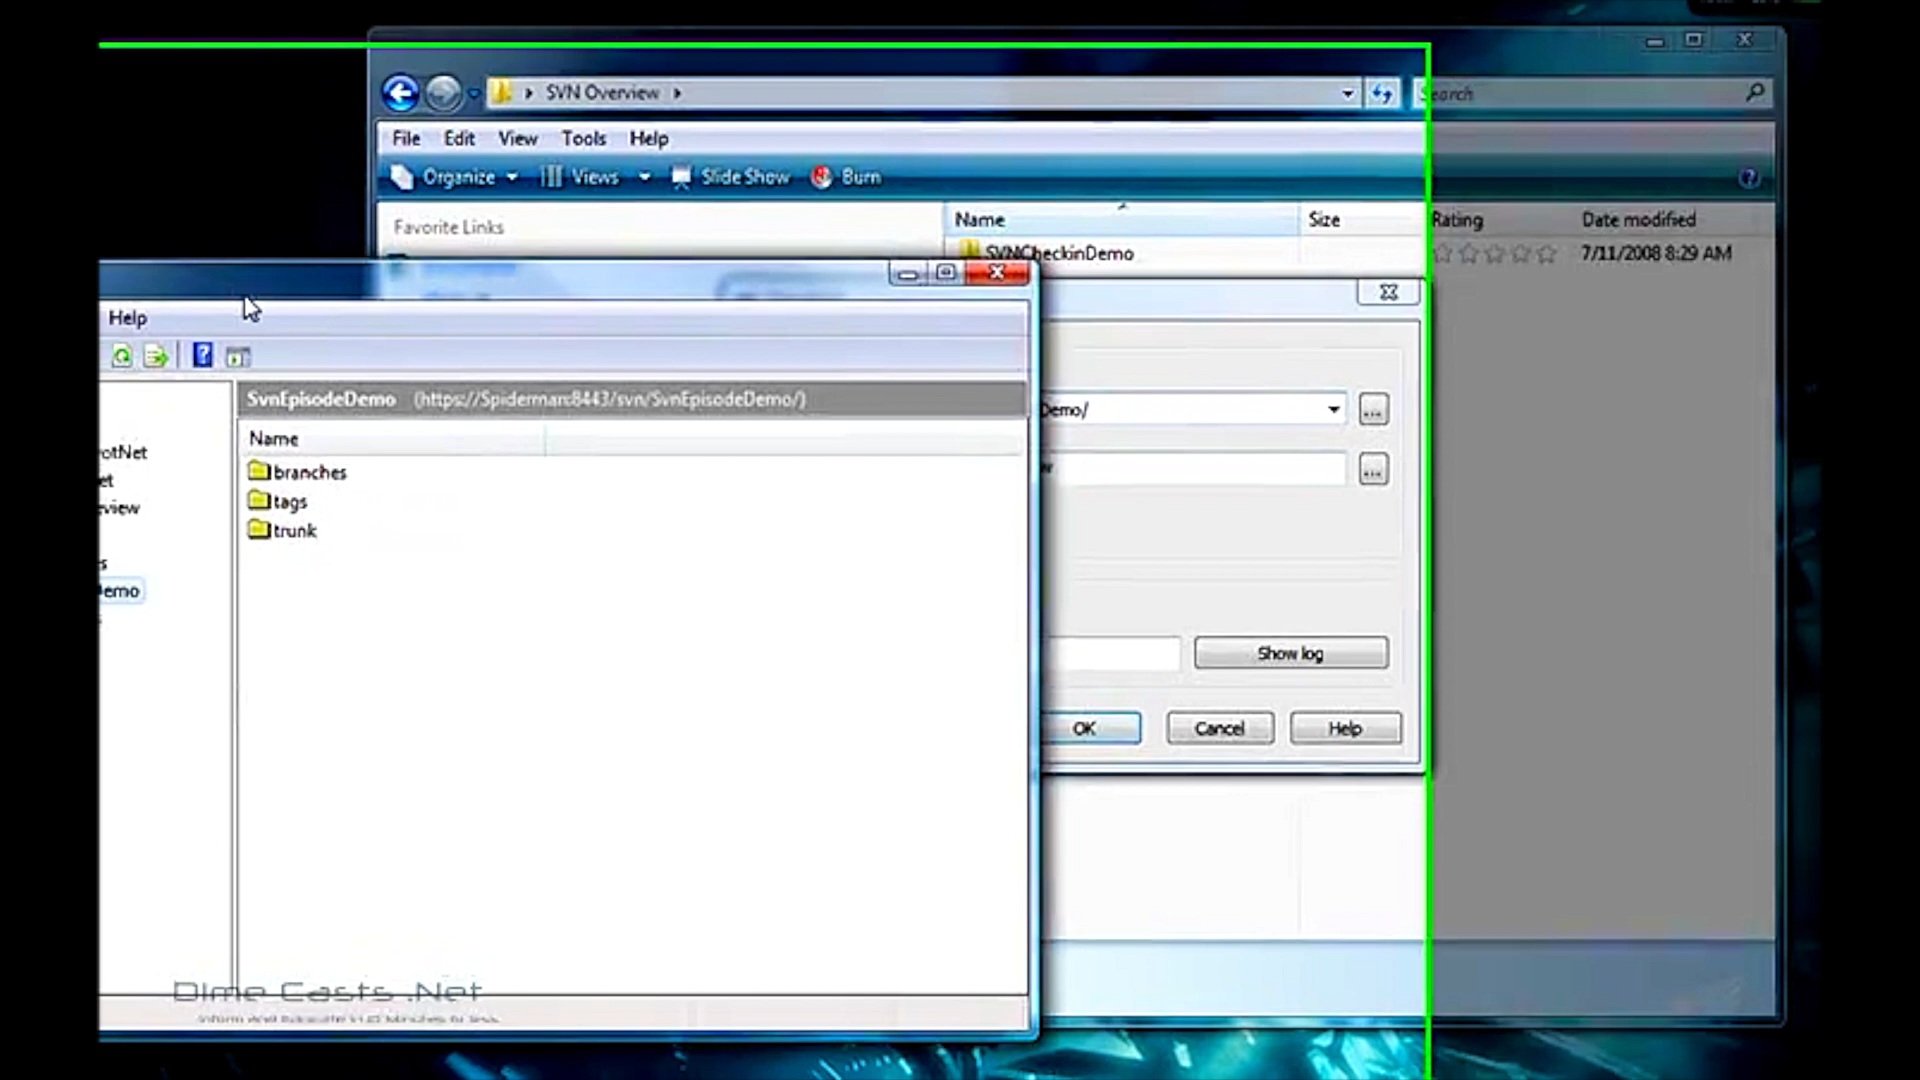 SVN Overview
Search
File Edit View Tools Help
Organize Views Slide Show Burn
Favorite Links
Name Size Rating Date modified
SVNCheckinDemo 7/11/2008 8:29 AM
Help
SvnEpisodeDemo (https://Spiderman:8443/svn/SvnEpisodeDemo/)
Demo/
Name
otNet
branches
et
tags
eview
trunk
s
emo
Show log
OK Cancel Help
Dime Casts .Net